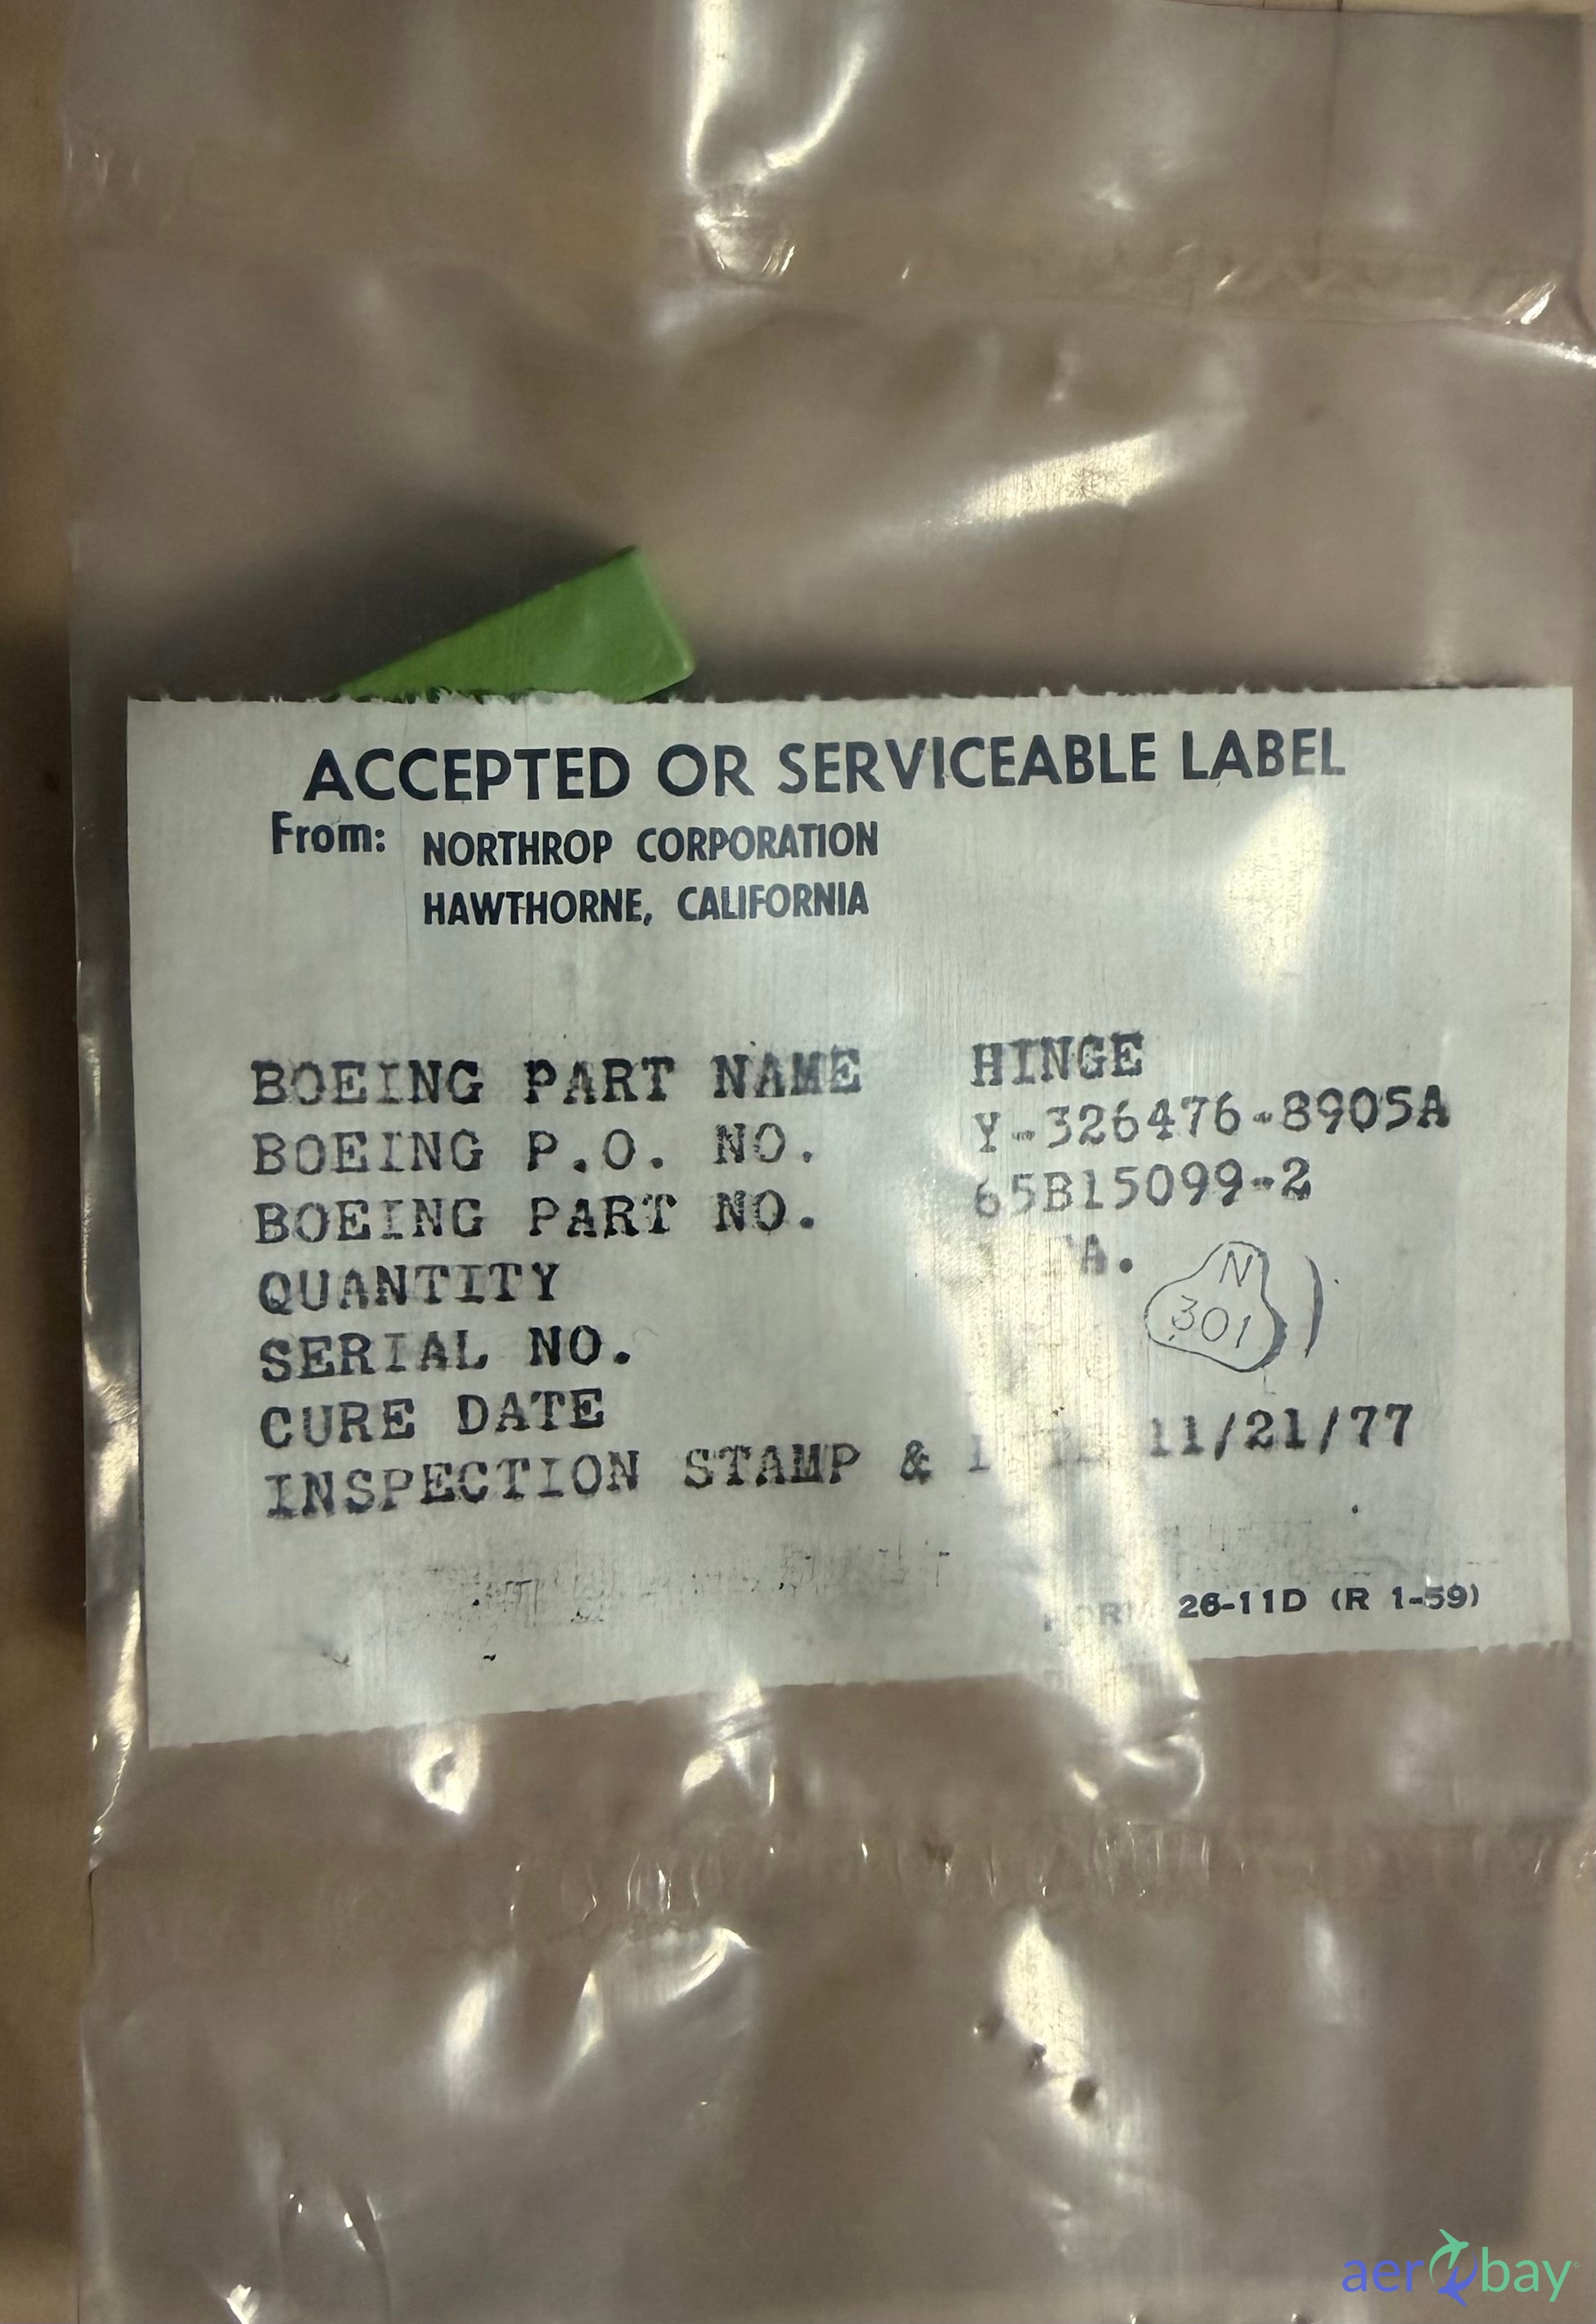 ACCEPTED OR SERVICEABLE LABEL
From: NORTHROP CORPORATION
HAWTHORNE, CALIFORNIA
BOEING PART NAME HINGE
BOEING P.O. NO. Y-326476-8905A
BOEING PART NO. 65B15099-2
QUANTITY
N
301
SERIAL NO.
CURE DATE
INSPECTION STAMP & 11/21/77
FORM 26-11D (R 1-59)
aerobay